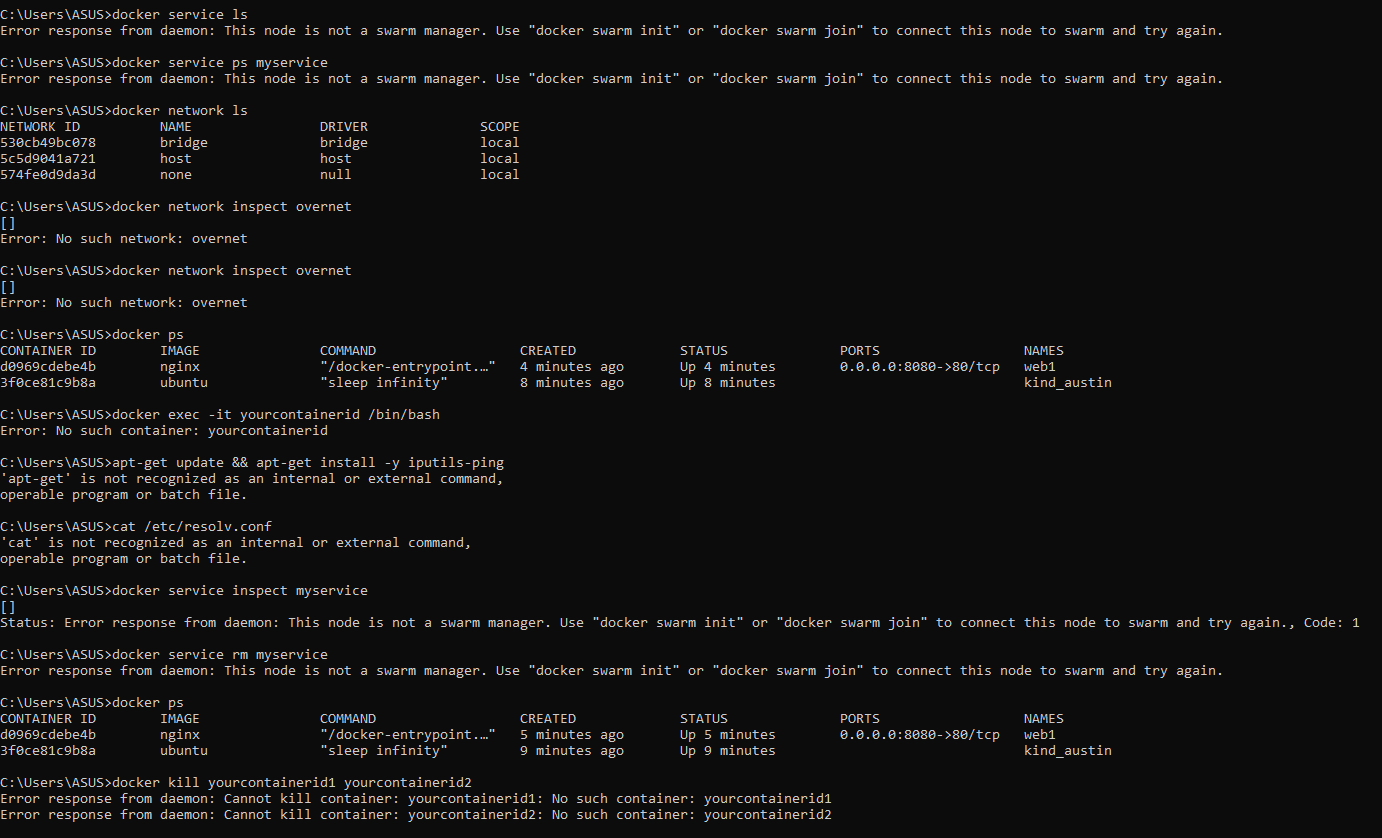 C:\Users\ASUS>docker service ls
Error response from daemon: This node is not a swarm manager. Use "docker swarm init" or "docker swarm join" to connect this node to swarm and try again.
C:\Users\ASUS>docker service ps myservice
Error response from daemon: This node is not a swarm manager. Use "docker swarm init" or "docker swarm join" to connect this node to swarm and try again.
C:\Users\ASUS>docker network ls
NETWORK ID NAME DRIVER SCOPE
530cb49bc078 bridge bridge local
5c5d9041a721 host host local
574fe0d9da3d none null local
C:\Users\ASUS>docker network inspect overnet
[]
Error: No such network: overnet
C:\Users\ASUS>docker network inspect overnet
[]
Error: No such network: overnet
C:\Users\ASUS>docker ps
CONTAINER ID IMAGE COMMAND CREATED STATUS PORTS NAMES
d0969cdebe4b nginx "/docker-entrypoint.…" 4 minutes ago Up 4 minutes 0.0.0.0:8080->80/tcp web1
3f0ce81c9b8a ubuntu "sleep infinity" 8 minutes ago Up 8 minutes kind_austin
C:\Users\ASUS>docker exec -it yourcontainerid /bin/bash
Error: No such container: yourcontainerid
C:\Users\ASUS>apt-get update && apt-get install -y iputils-ping
'apt-get' is not recognized as an internal or external command,
operable program or batch file.
C:\Users\ASUS>cat /etc/resolv.conf
'cat' is not recognized as an internal or external command,
operable program or batch file.
C:\Users\ASUS>docker service inspect myservice
[]
Status: Error response from daemon: This node is not a swarm manager. Use "docker swarm init" or "docker swarm join" to connect this node to swarm and try again., Code: 1
C:\Users\ASUS>docker service rm myservice
Error response from daemon: This node is not a swarm manager. Use "docker swarm init" or "docker swarm join" to connect this node to swarm and try again.
C:\Users\ASUS>docker ps
CONTAINER ID IMAGE COMMAND CREATED STATUS PORTS NAMES
d0969cdebe4b nginx "/docker-entrypoint.…" 5 minutes ago Up 5 minutes 0.0.0.0:8080->80/tcp web1
3f0ce81c9b8a ubuntu "sleep infinity" 9 minutes ago Up 9 minutes kind_austin
C:\Users\ASUS>docker kill yourcontainerid1 yourcontainerid2
Error response from daemon: Cannot kill container: yourcontainerid1: No such container: yourcontainerid1
Error response from daemon: Cannot kill container: yourcontainerid2: No such container: yourcontainerid2